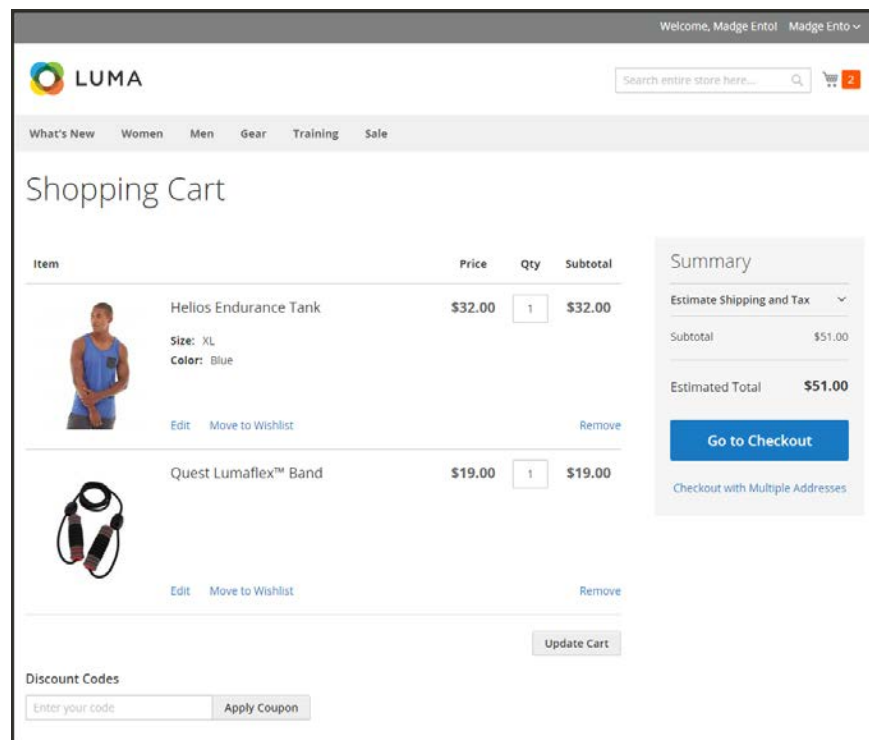 Welcome, Madge Ento! Madge Ento
LUMA
Search entire store here...
2
What's New Women Men Gear Training Sale
Shopping Cart
Item Price Qty Subtotal
Helios Endurance Tank $32.00 1 $32.00
Size: XL
Color: Blue
Edit Move to Wishlist Remove
Quest Lumaflex™ Band $19.00 1 $19.00
Edit Move to Wishlist Remove
Update Cart
Discount Codes
Enter your code Apply Coupon
Summary
Estimate Shipping and Tax
Subtotal $51.00
Estimated Total $51.00
Go to Checkout
Checkout with Multiple Addresses